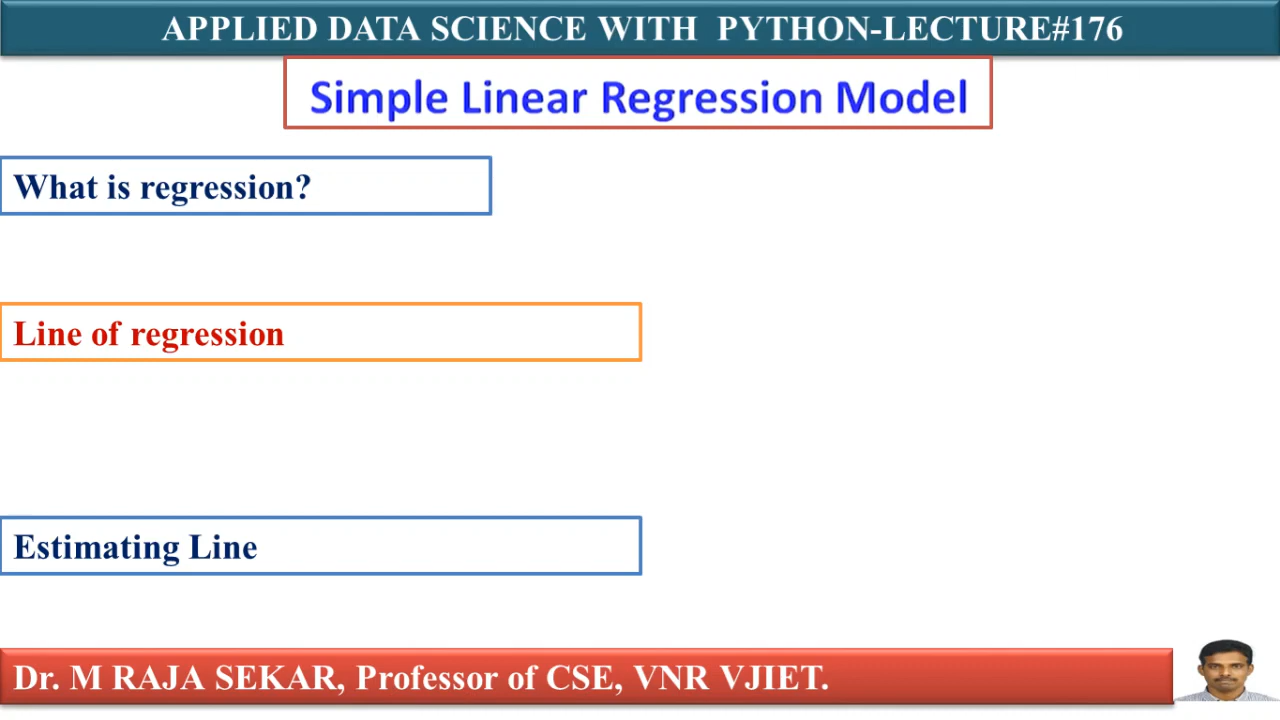 APPLIED DATA SCIENCE WITH PYTHON-LECTURE#176
Simple Linear Regression Model
What is regression?
Line of regression
Estimating Line
Dr. M RAJA SEKAR, Professor of CSE, VNR VJIET.